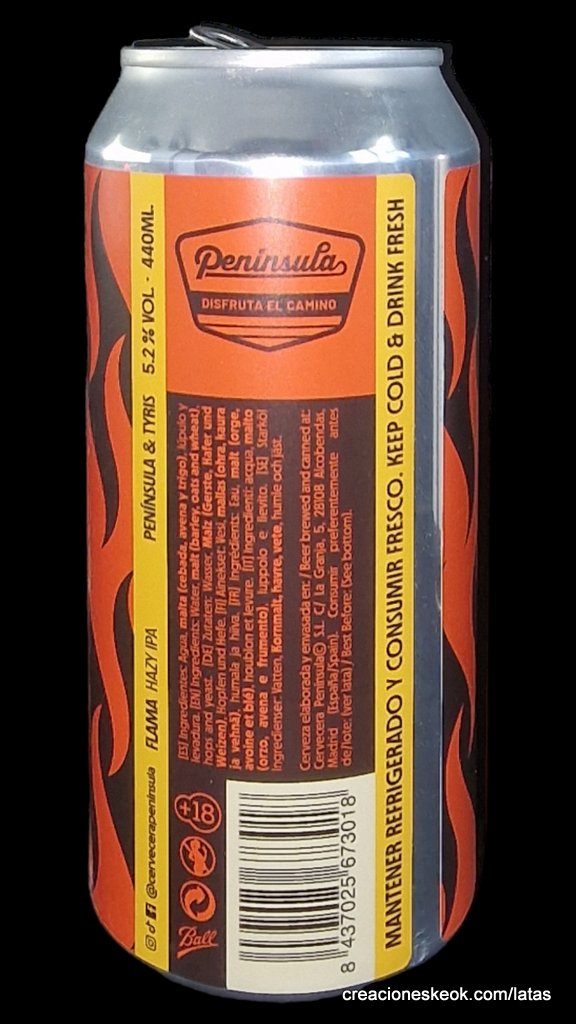 Península
DISFRUTA EL CAMINO
@cervecerapeninsula FLAMA HAZY IPA PENÍNSULA & TYRIS 5.2% VOL - 440ML.
[ES] Ingredientes: Agua, malta (cebada, avena y trigo), lúpulo y
levadura. [EN] Ingredients: Water, malt (barley, oats and wheat),
hops and yeast. [DE] Zutaten: Wasser, Malz (Gerste, Hafer und
Weizen), Hopfen und Hefe. [FI] Ainekset: Vesi, mallas (ohra, kaura
ja vehnä), humala ja hiiva. [FR] Ingrédients: Eau, malt (orge,
avoine et blé), houblon et levure. [IT] Ingredienti: acqua, malto
(orzo, avena e frumento), luppolo e lievito. [SE] Starköl
Ingredienser: Vatten, Kornmalt, havre, vete, humle och jäst.
Cerveza elaborada y envasada en: / Beer brewed and canned at:
Cervecera Península© S.L. C/ La Granja, 5, 28108 Alcobendas,
Madrid (España/Spain). Consumir preferentemente antes
de/lote: (ver lata) / Best Before: (see bottom).
Ball
+18
8 437025 673018
MANTENER REFRIGERADO Y CONSUMIR FRESCO. KEEP COLD & DRINK FRESH
creacioneskeok.com/latas